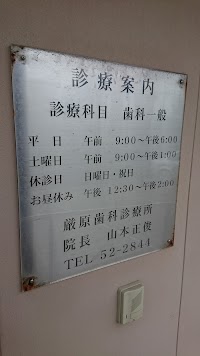 診療案内
診療科目 歯科一般
平日 午前 9:00～午後6:00
土曜日 午前 9:00～午後4:00
休診日 日曜日・祝日
お昼休み 午後 12:30～午後2:00
厳原歯科診療所
院長 山本正俊
TEL 52-2844